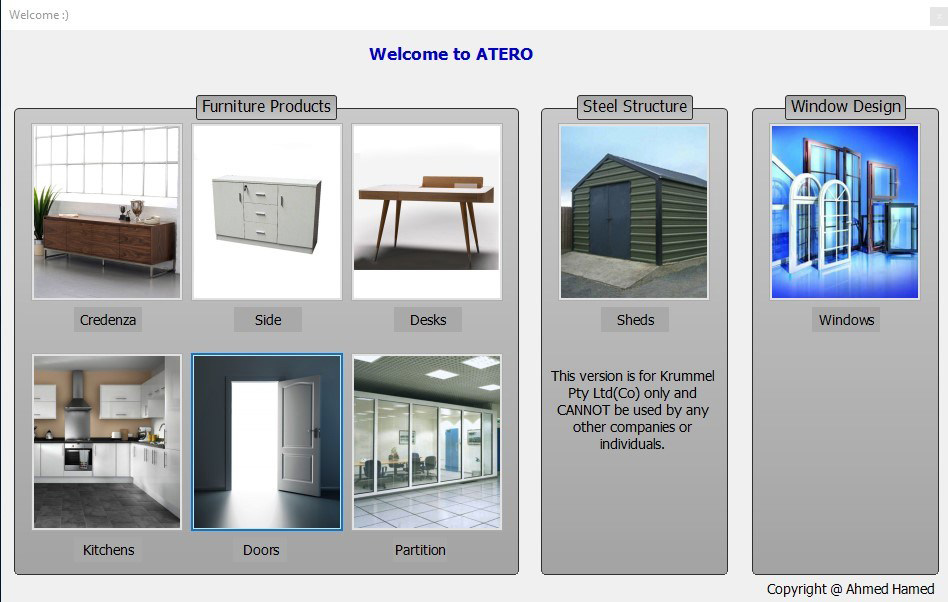 Welcome :)
Welcome to ATERO
Furniture Products
Steel Structure
Window Design
Credenza
Side
Desks
Sheds
Windows
This version is for Krummel
Pty Ltd(Co) only and
CANNOT be used by any
other companies or
individuals.
Kitchens
Doors
Partition
Copyright @ Ahmed Hamed